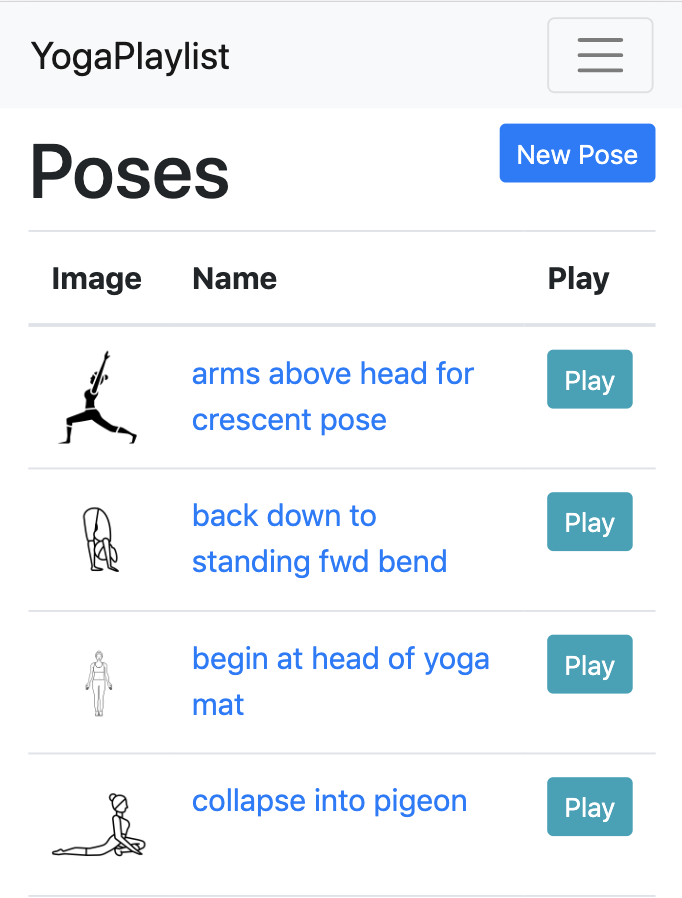 YogaPlaylist
Poses
New Pose
Image Name Play
arms above head for
crescent pose
Play
back down to
standing fwd bend
Play
begin at head of yoga
mat
Play
collapse into pigeon
Play